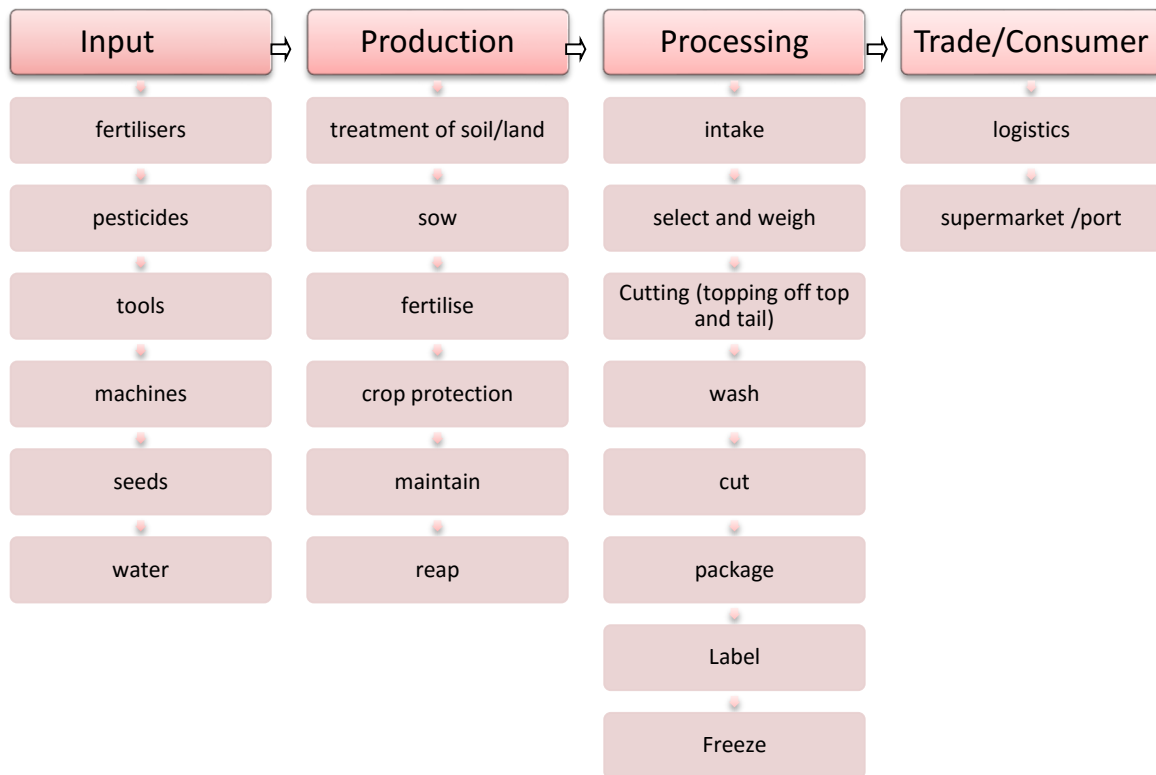 Input
fertilisers
pesticides
tools
machines
seeds
water
Production
treatment of soil/land
sow
fertilise
crop protection
maintain
reap
Processing
intake
select and weigh
Cutting (topping off top
and tail)
wash
cut
package
Label
Freeze
Trade/Consumer
logistics
supermarket /port